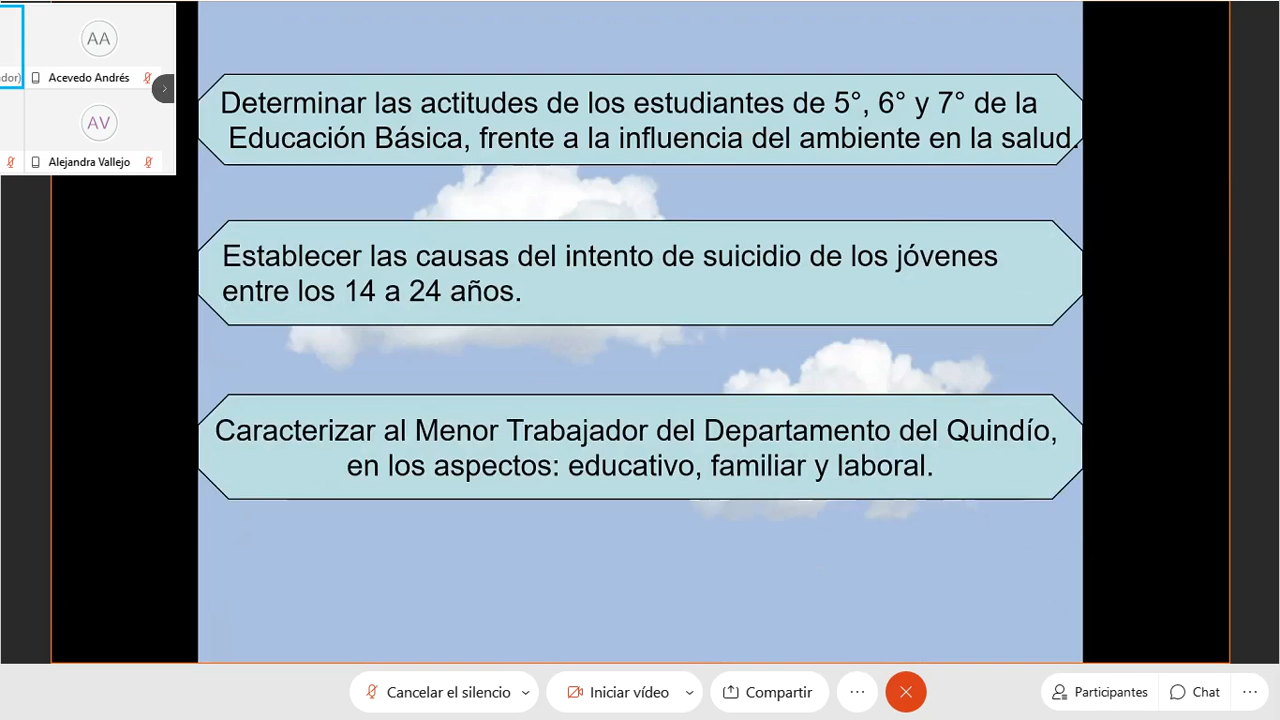 AA
ador)
Acevedo Andrés
AV
Alejandra Vallejo
Determinar las actitudes de los estudiantes de 5°, 6° y 7° de la
Educación Básica, frente a la influencia del ambiente en la salud.
Establecer las causas del intento de suicidio de los jóvenes
entre los 14 a 24 años.
Caracterizar al Menor Trabajador del Departamento del Quindío,
en los aspectos: educativo, familiar y laboral.
Cancelar el silencio
Iniciar vídeo
Compartir
Participantes
Chat